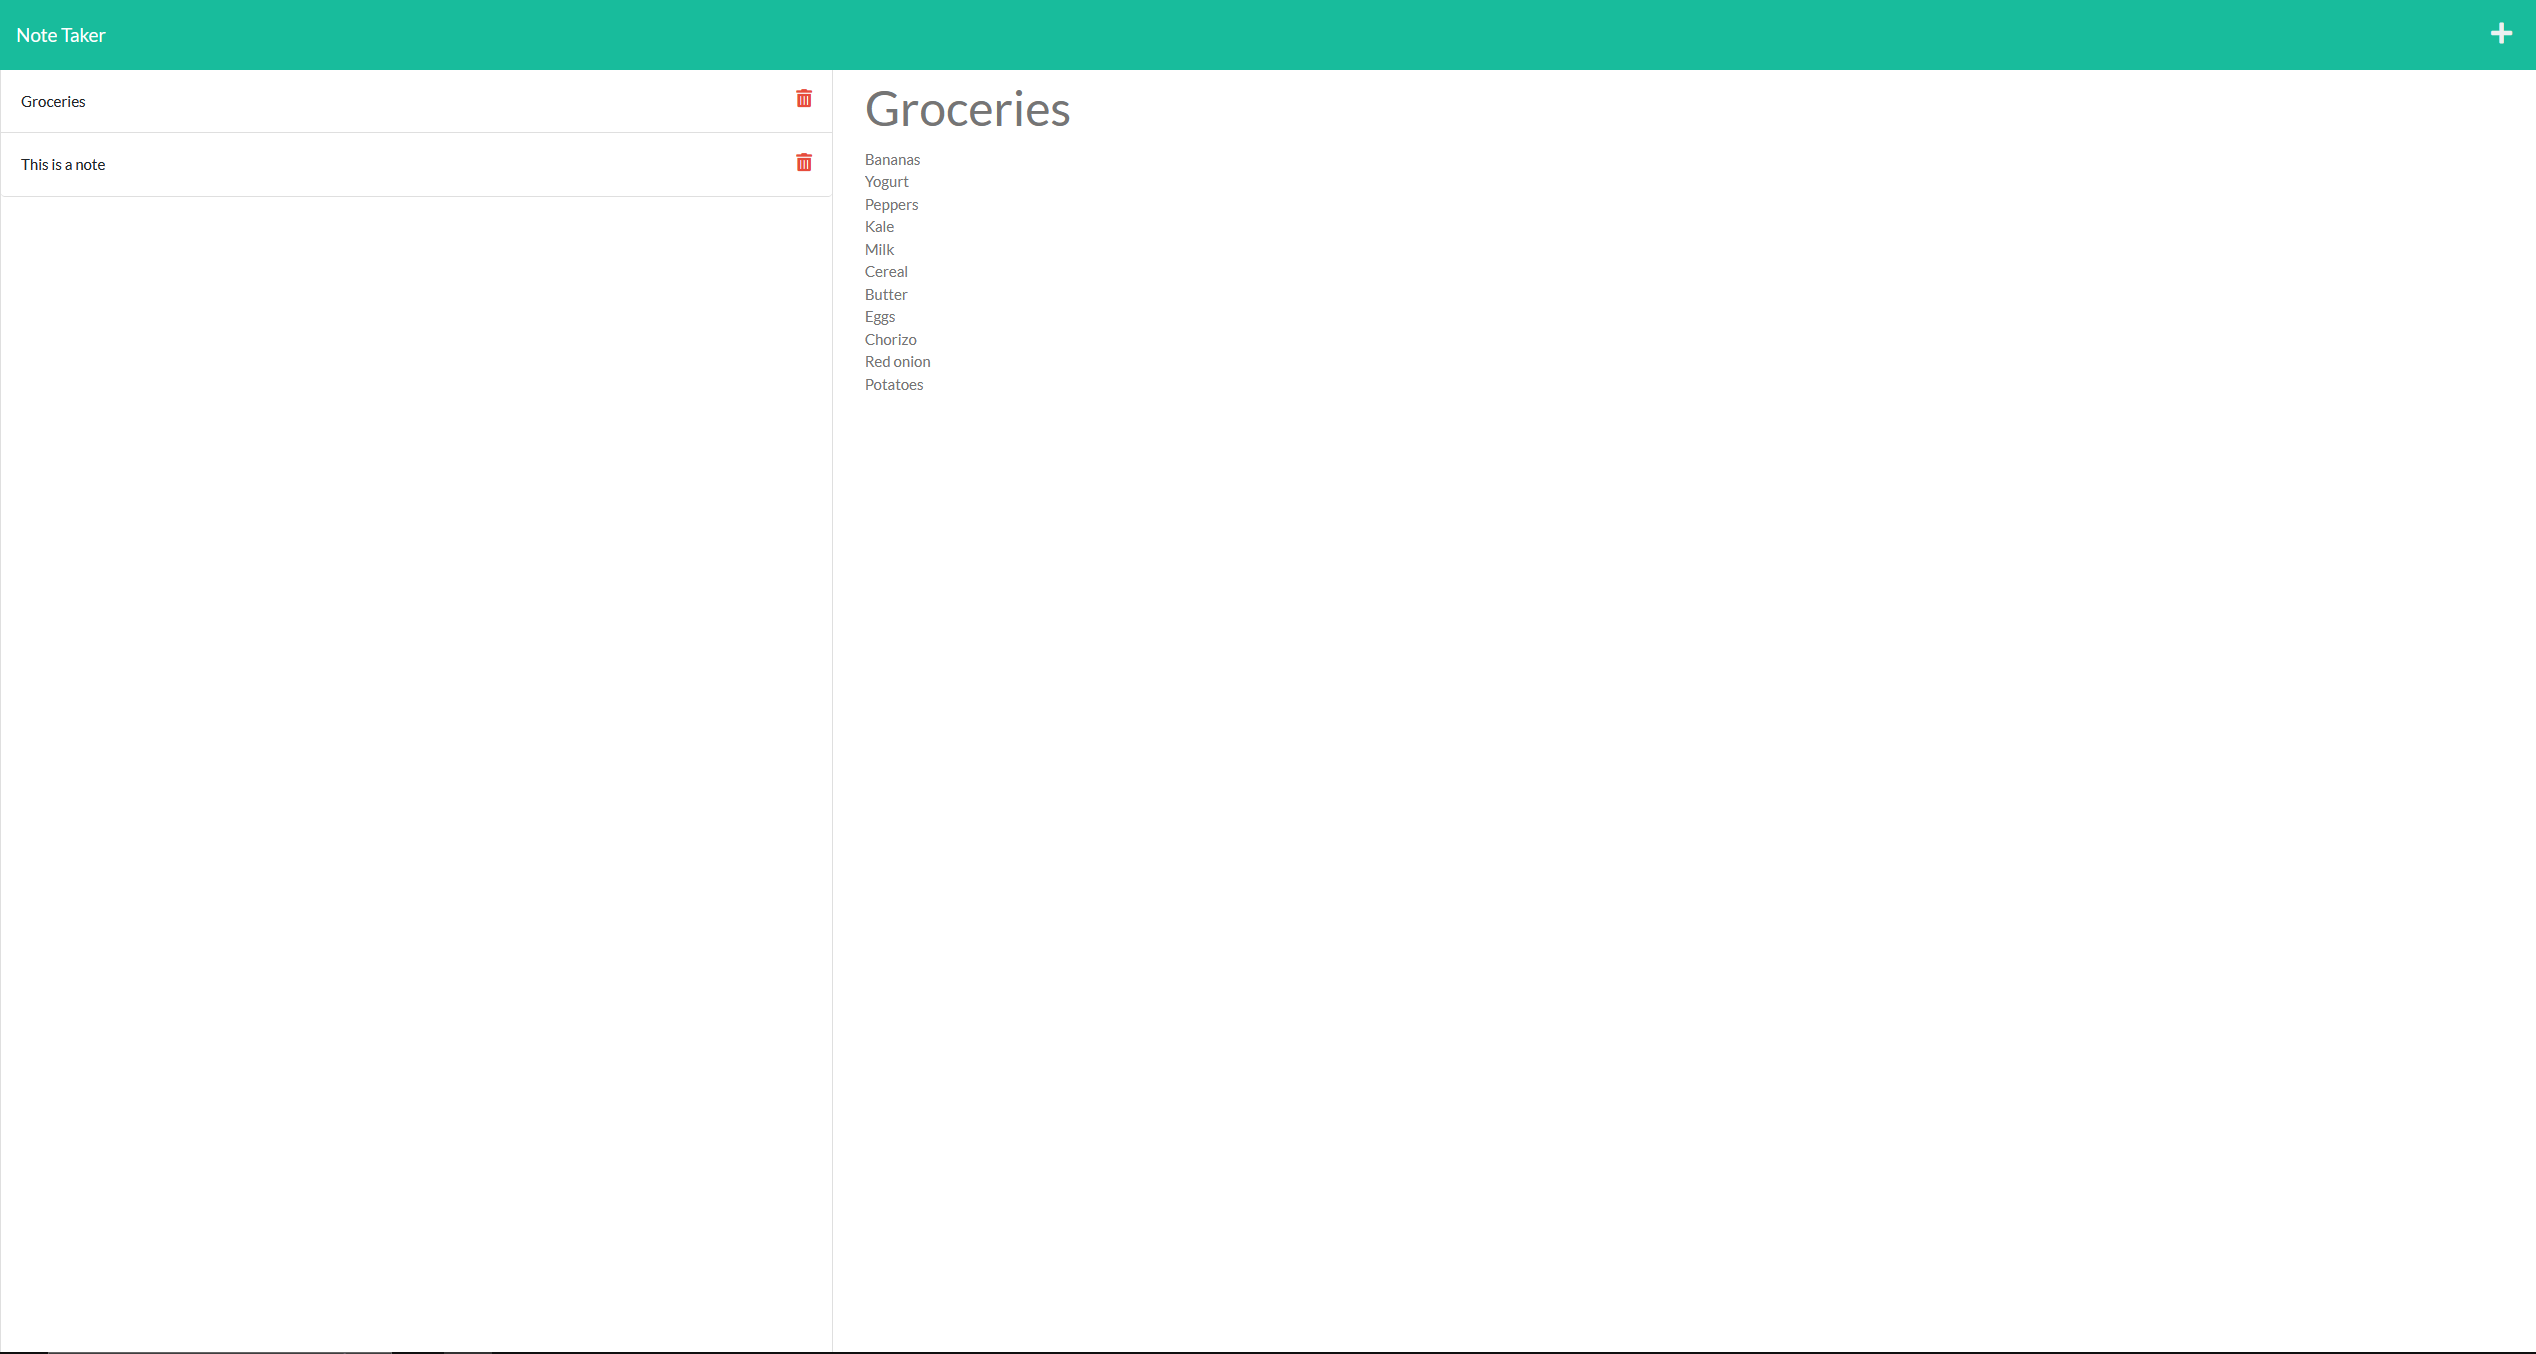 Note Taker
Groceries
This is a note
Groceries
Bananas
Yogurt
Peppers
Kale
Milk
Cereal
Butter
Eggs
Chorizo
Red onion
Potatoes